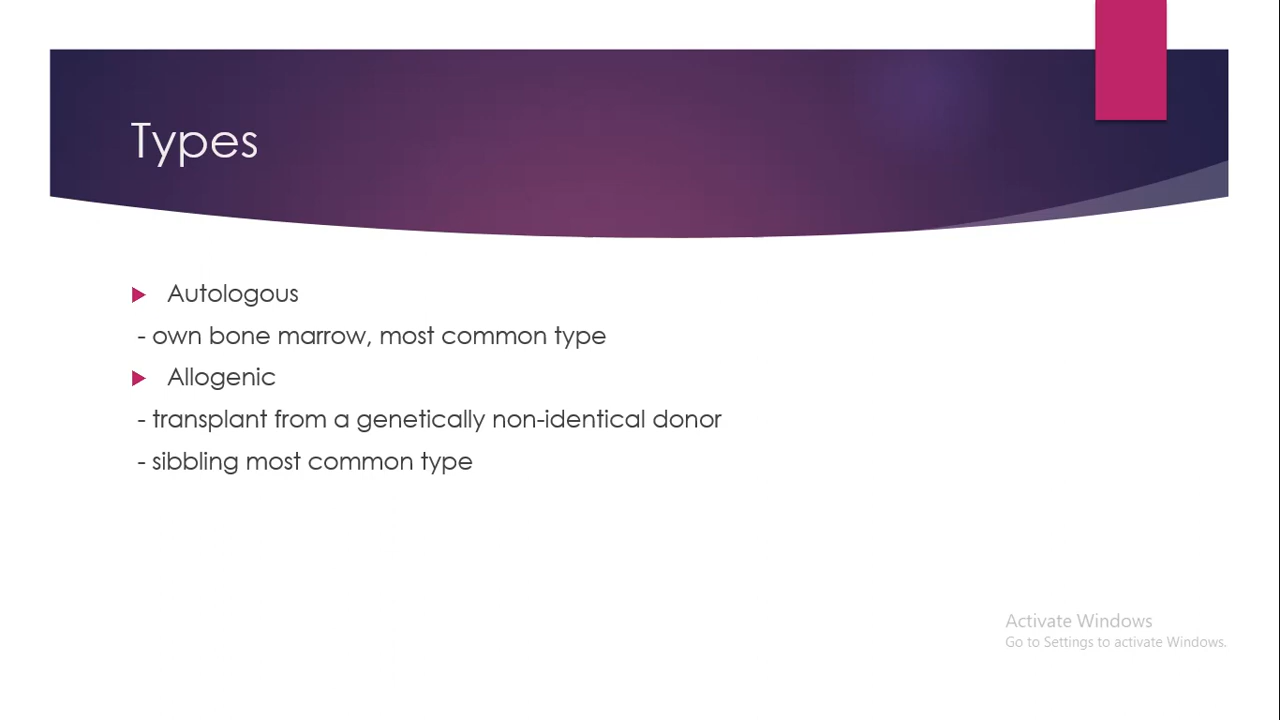 Types
Autologous
- own bone marrow, most common type
Allogenic
- transplant from a genetically non-identical donor
- sibbling most common type
Activate Windows
Go to Settings to activate Windows.